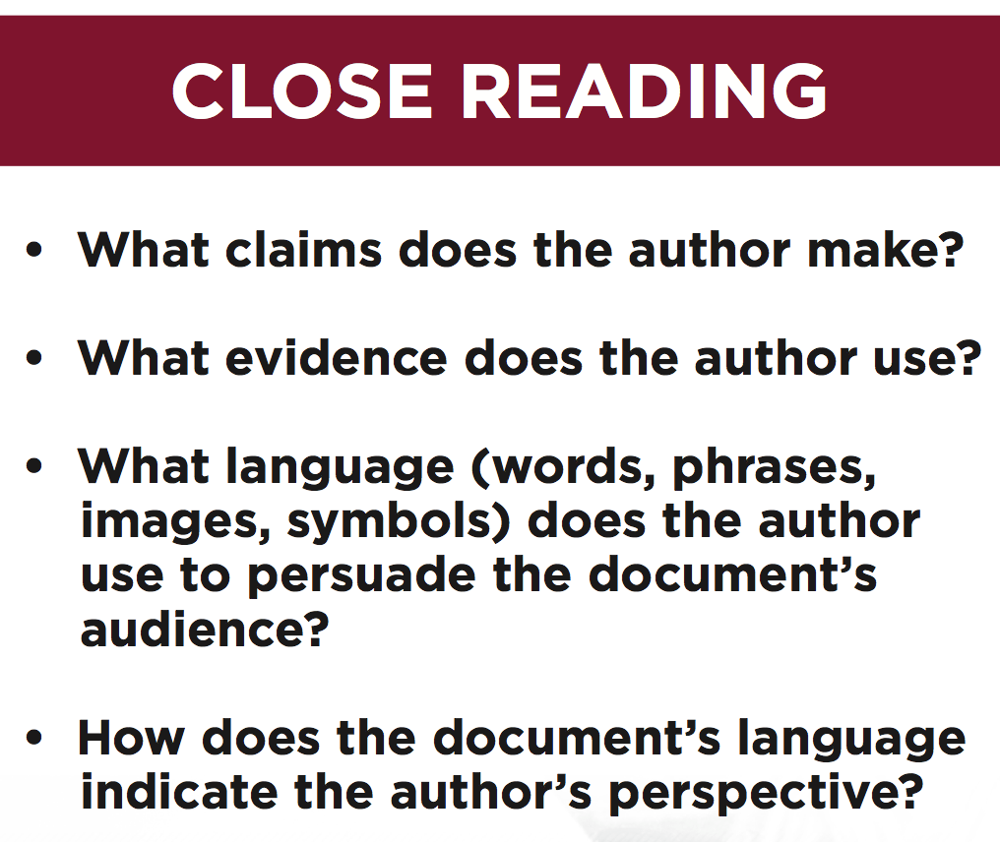 CLOSE READING
• What claims does the author make?
• What evidence does the author use?
• What language (words, phrases,
images, symbols) does the author
use to persuade the document’s
audience?
• How does the document’s language
indicate the author’s perspective?